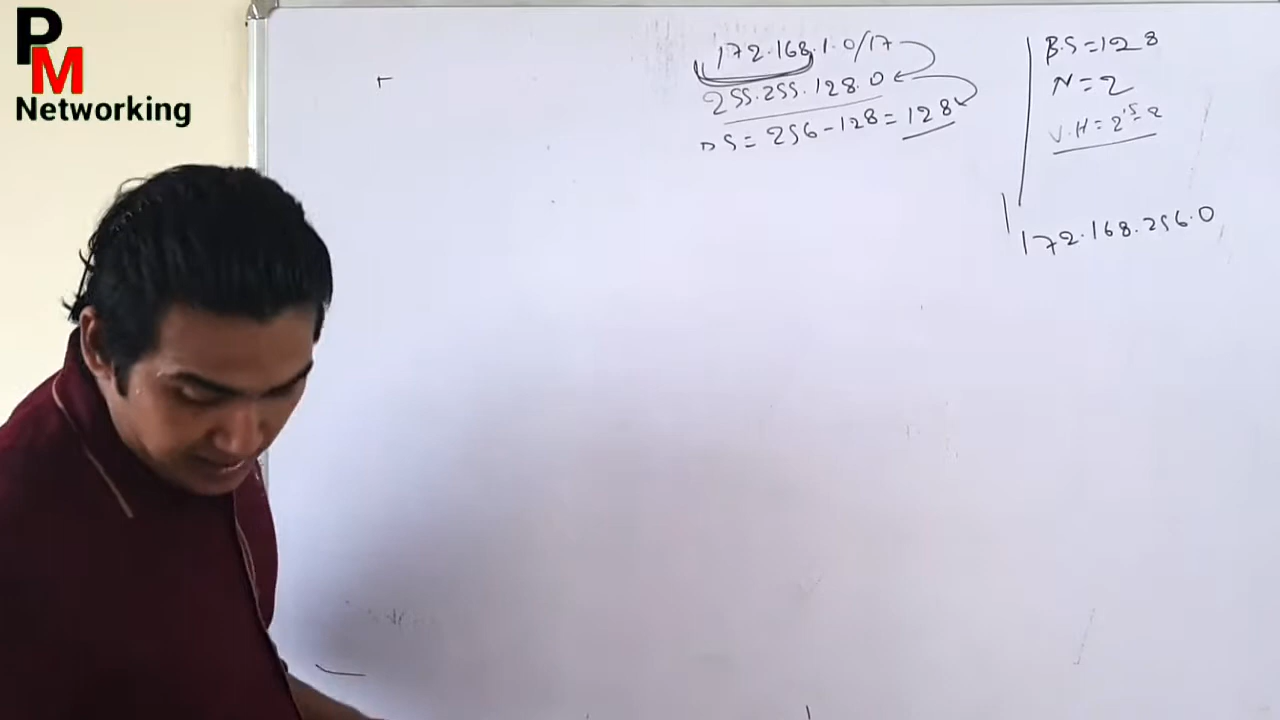 PM
Networking
172.168.1.0/17
255.255.128.0
B.S = 256-128 = 128
B.S = 128
N = 2
V.H = 2^15-2
172.168.256.0